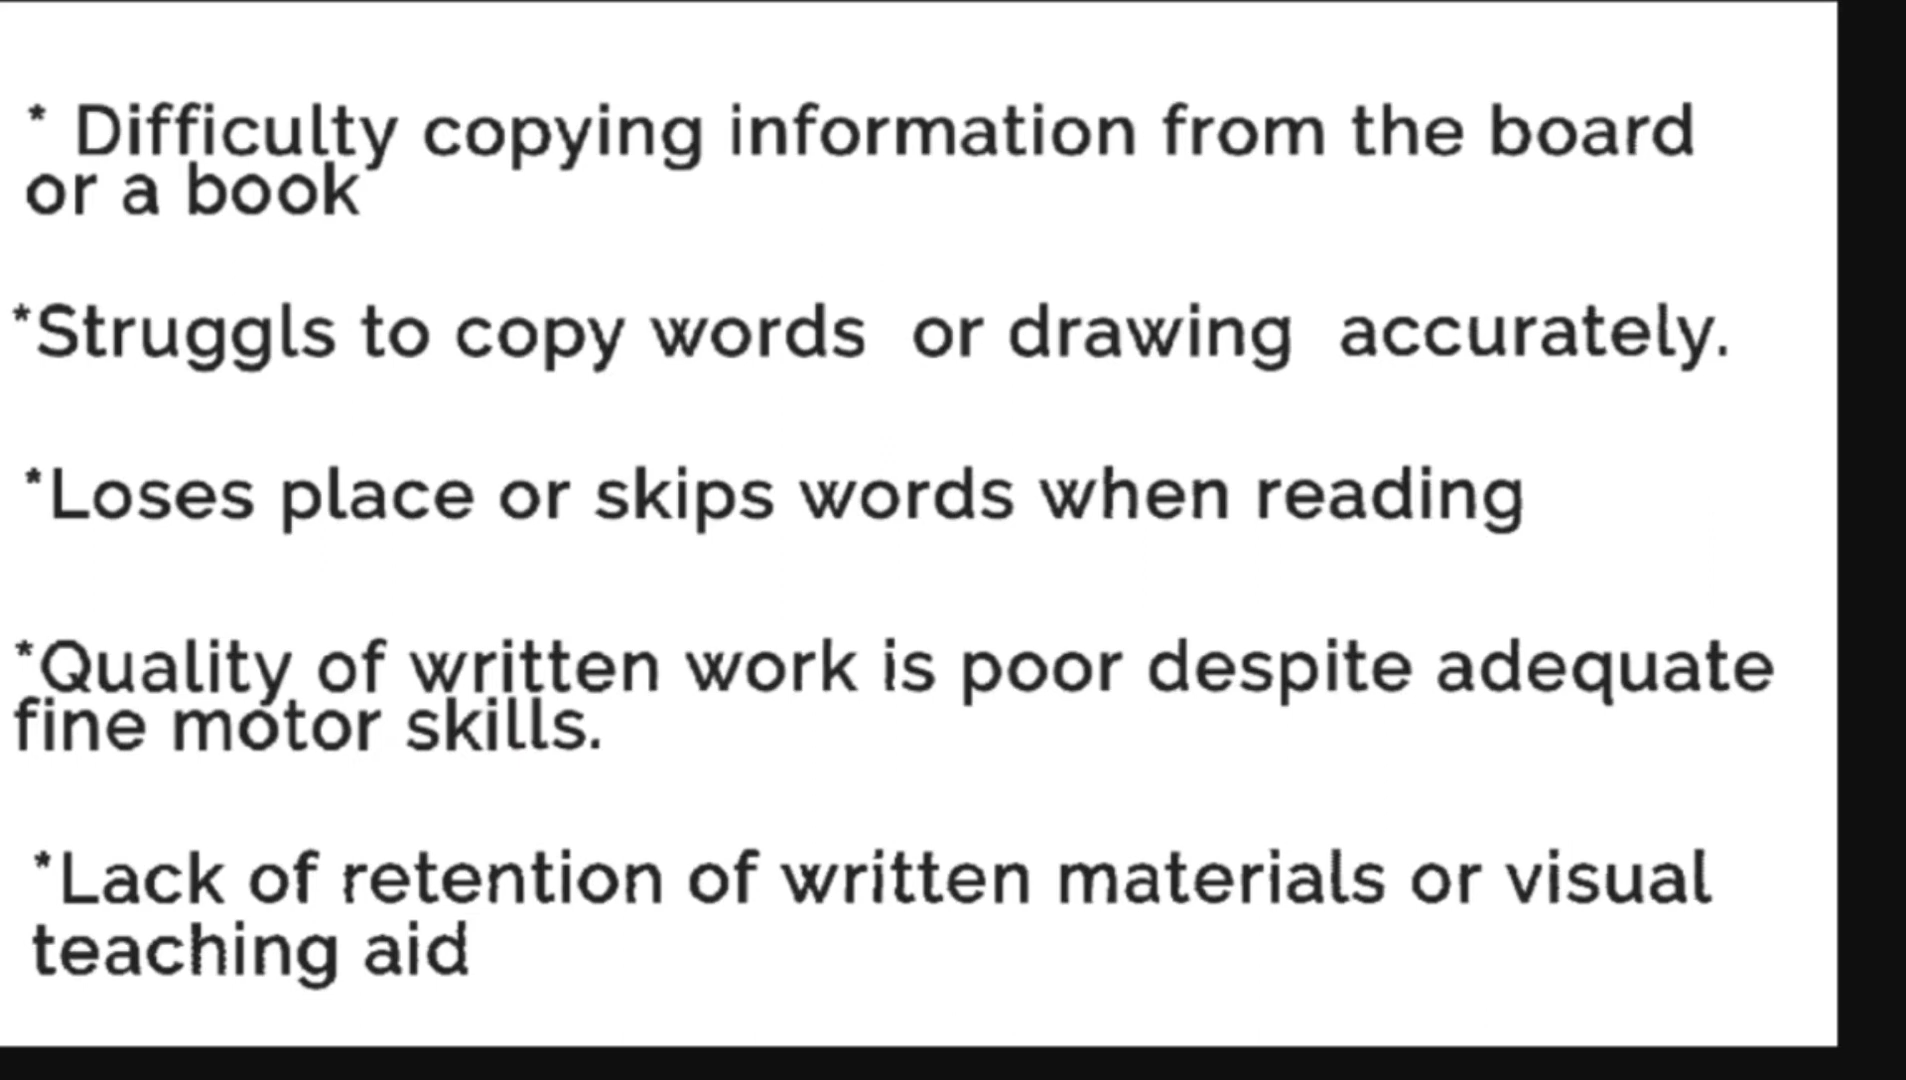 * Difficulty copying information from the board
or a book
*Struggls to copy words  or drawing  accurately.
*Loses place or skips words when reading
*Quality of written work is poor despite adequate
fine motor skills.
*Lack of retention of written materials or visual
teaching aid